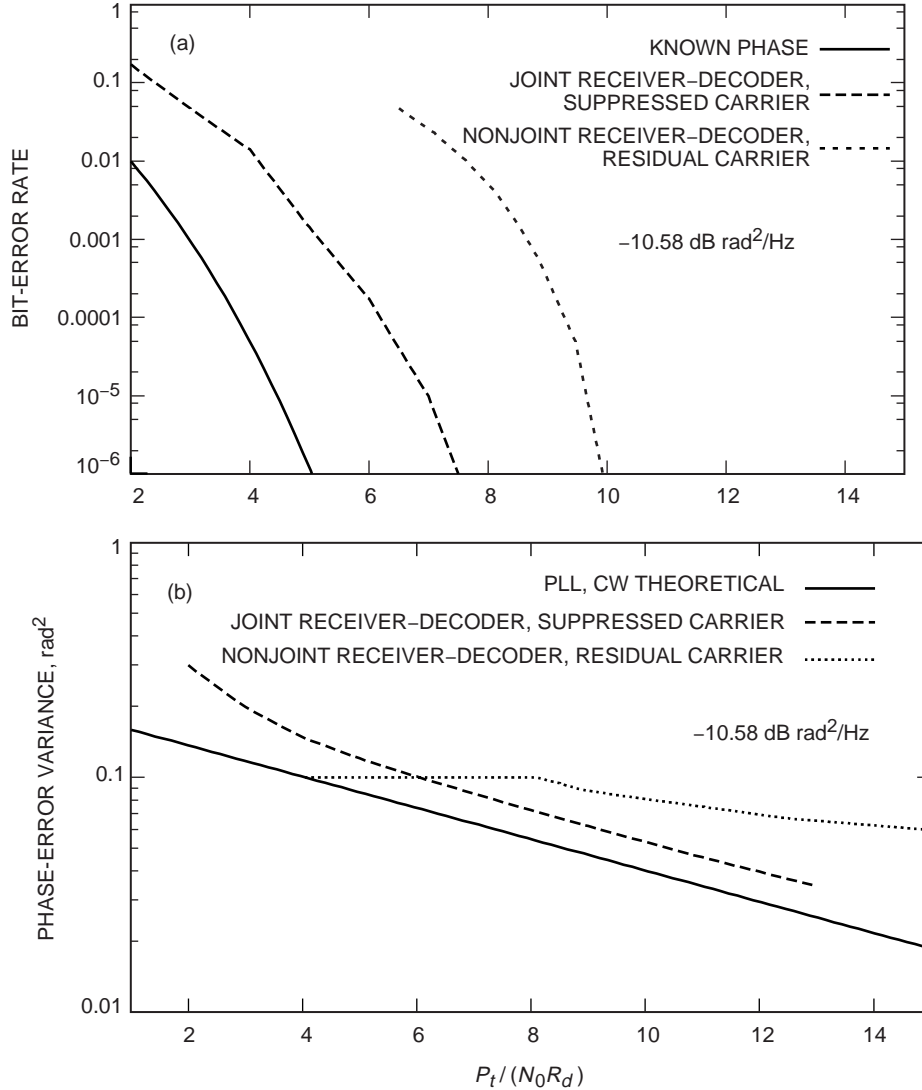 1
(a)
KNOWN PHASE
JOINT RECEIVER–DECODER,
SUPPRESSED CARRIER
NONJOINT RECEIVER–DECODER,
RESIDUAL CARRIER
–10.58 dB rad²/Hz
0.1
0.01
0.001
0.0001
10⁻⁵
10⁻⁶
BIT-ERROR RATE
2 4 6 8 10 12 14
1
(b)
PLL, CW THEORETICAL
JOINT RECEIVER–DECODER, SUPPRESSED CARRIER
NONJOINT RECEIVER–DECODER, RESIDUAL CARRIER
–10.58 dB rad²/Hz
0.1
0.01
PHASE-ERROR VARIANCE, rad²
2 4 6 8 10 12 14
Pₜ / (N₀R_d)